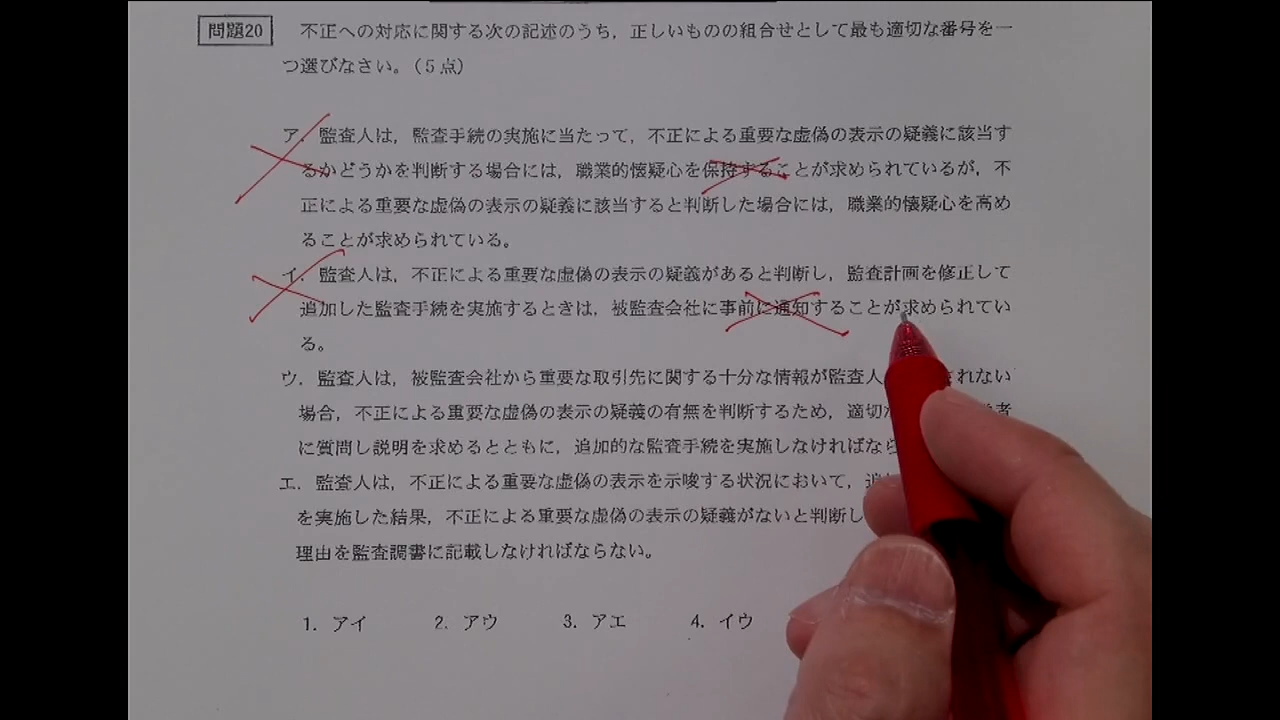 問題20 不正への対応に関する次の記述のうち，正しいものの組合せとして最も適切な番号を一
つ選びなさい。（５点）
ア．監査人は，監査手続の実施に当たって，不正による重要な虚偽の表示の疑義に該当す
るかどうかを判断する場合には，職業的懐疑心を保持することが求められているが，不
正による重要な虚偽の表示の疑義に該当すると判断した場合には，職業的懐疑心を高め
ることが求められている。
イ．監査人は，不正による重要な虚偽の表示の疑義があると判断し，監査計画を修正して
追加した監査手続を実施するときは，被監査会社に事前に通知することが求められてい
る。
ウ．監査人は，被監査会社から重要な取引先に関する十分な情報が監査人 されない
場合，不正による重要な虚偽の表示の疑義の有無を判断するため，適切 者
に質問し説明を求めるとともに，追加的な監査手続を実施しなければなら
エ．監査人は，不正による重要な虚偽の表示を示唆する状況において，
を実施した結果，不正による重要な虚偽の表示の疑義がないと判断し
理由を監査調書に記載しなければならない。
1．アイ 2．アウ 3．アエ 4．イウ